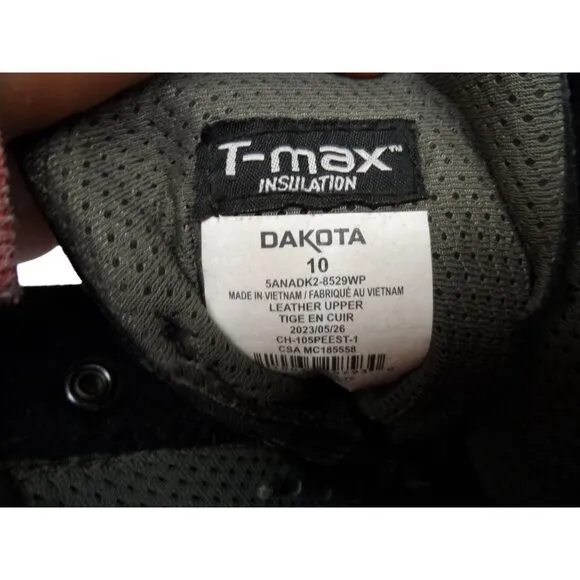 T-max™
INSULATION
DAKOTA
10
5ANADK2-8529WP
MADE IN VIETNAM / FABRIQUÉ AU VIETNAM
LEATHER UPPER
TIGE EN CUIR
2023/05/26
CH-105PEEST-1
CSA MC185558